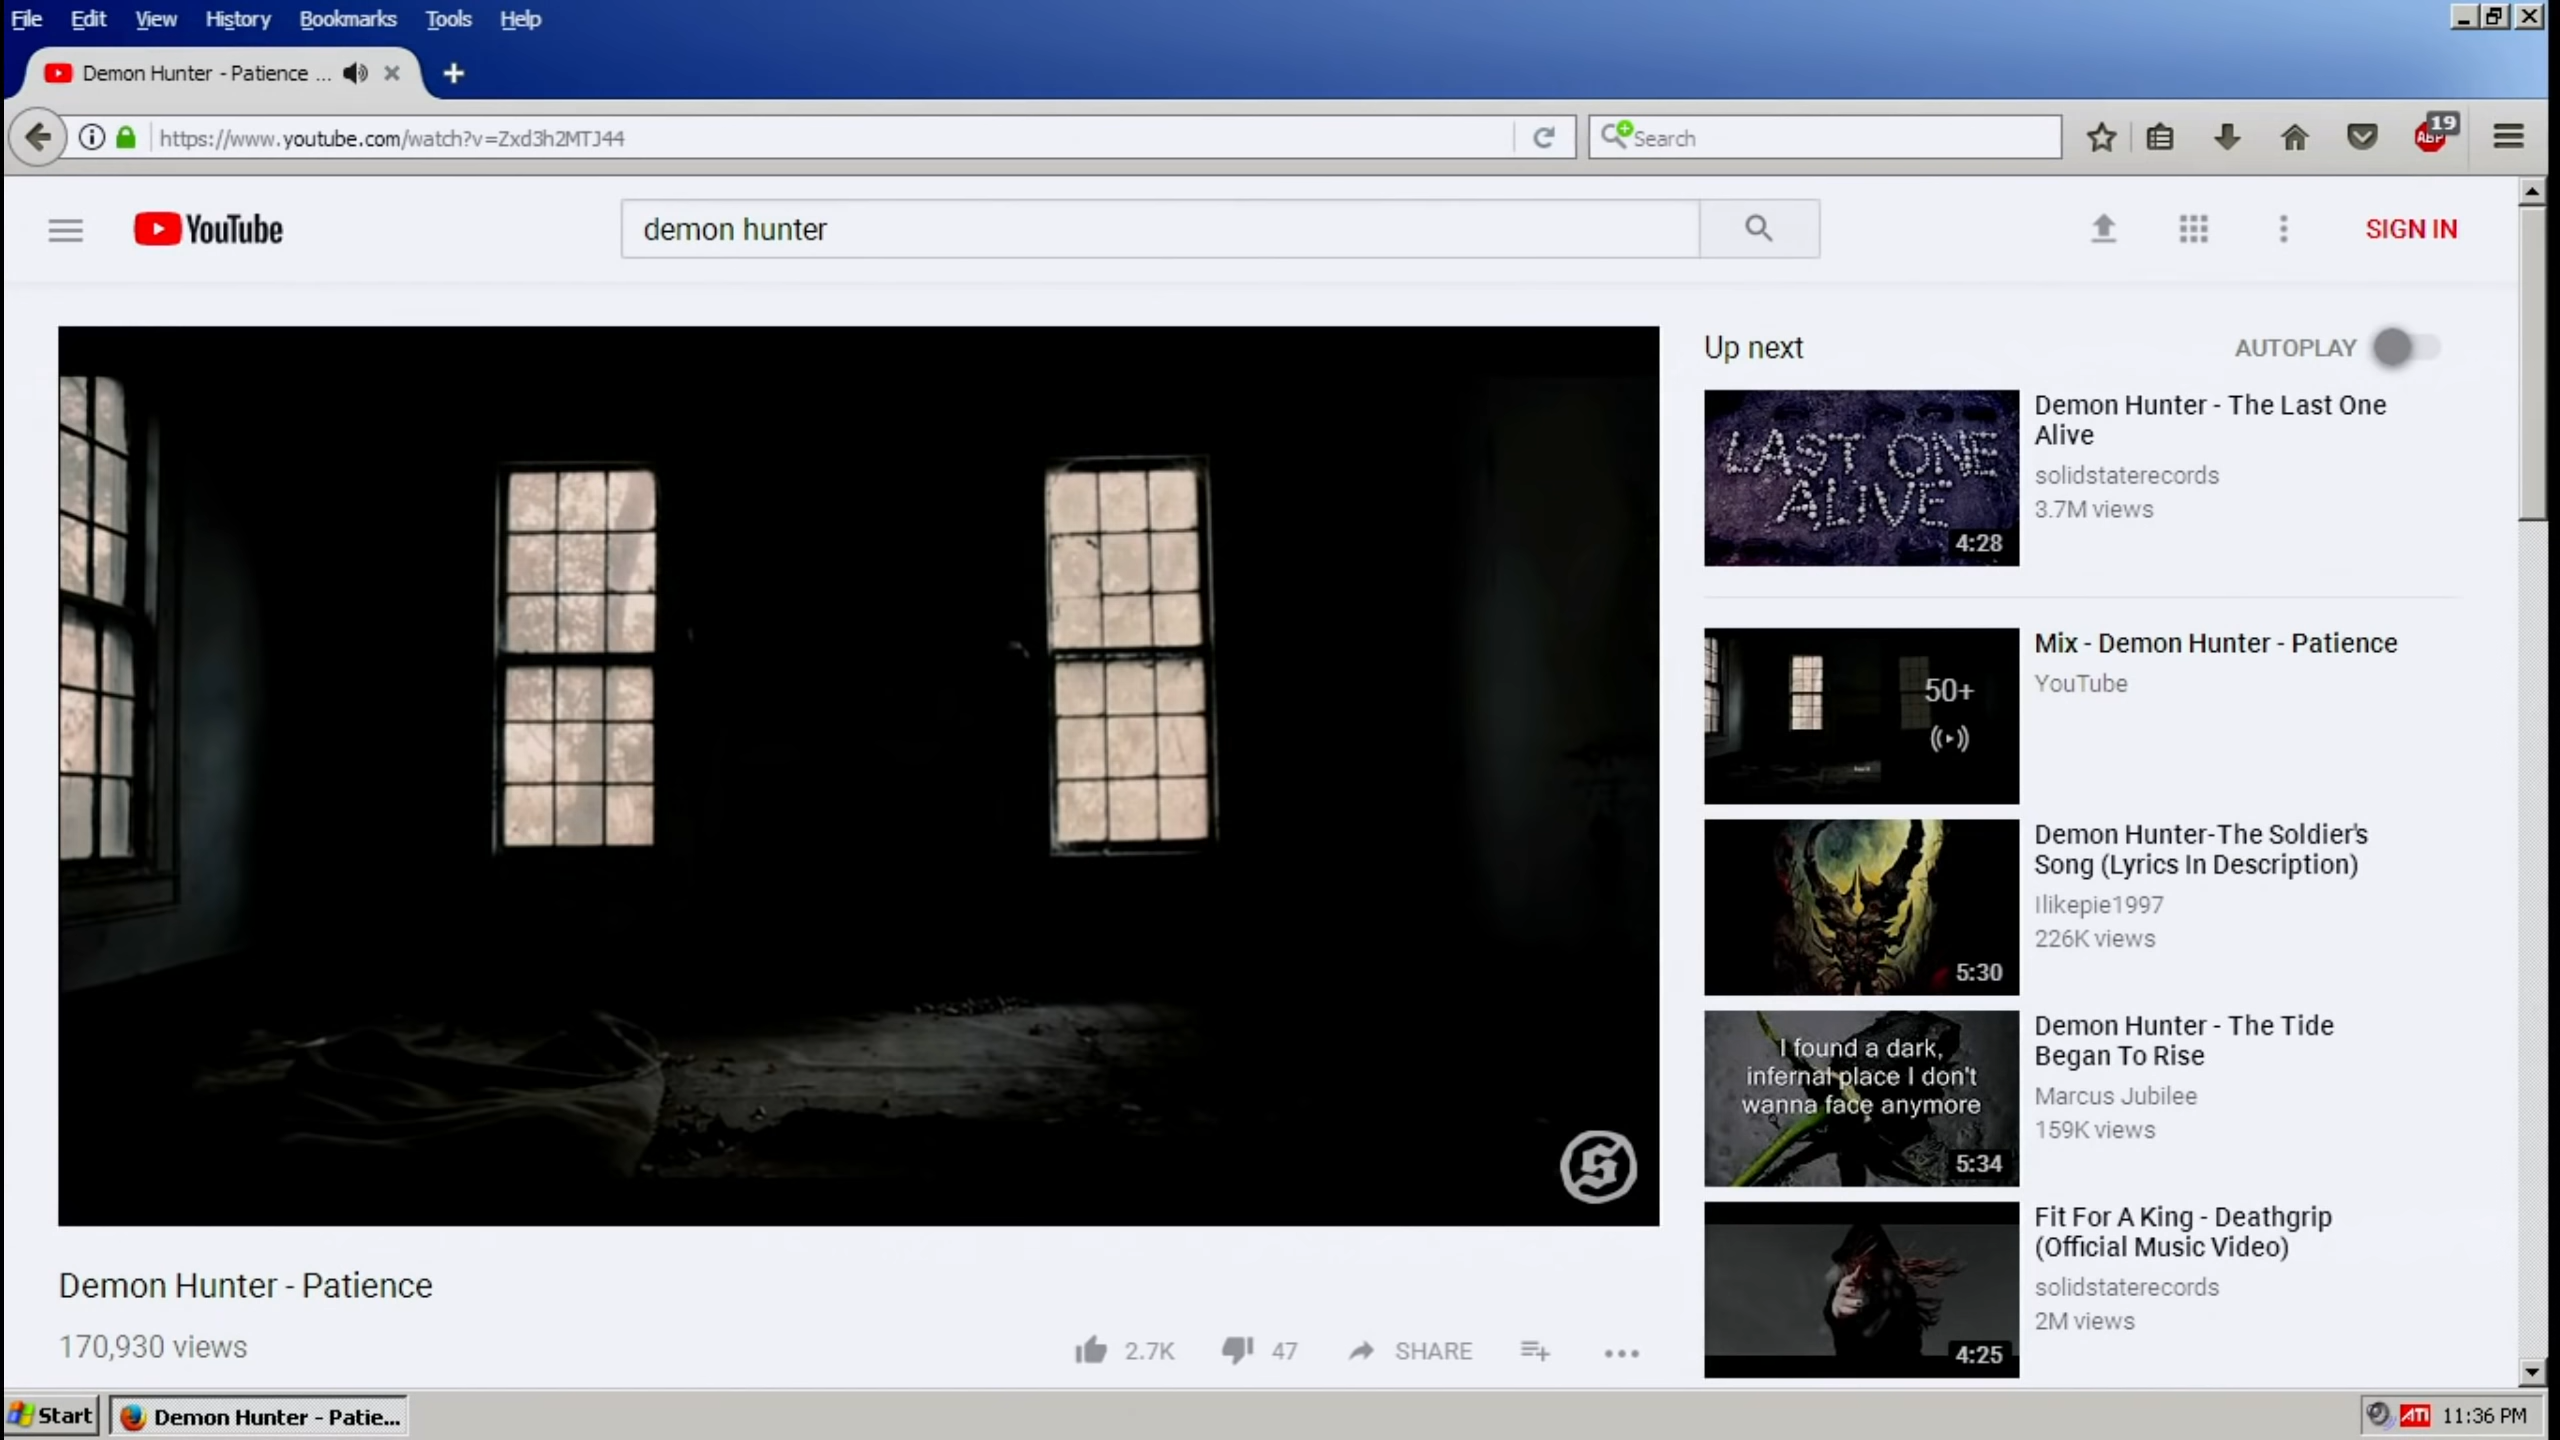 File Edit View History Bookmarks Tools Help
Demon Hunter - Patience ...
https://www.youtube.com/watch?v=Zxd3h2MTJ44
Search
ABP
19
YouTube
demon hunter
SIGN IN
Up next
AUTOPLAY
LAST ONE
ALIVE
4:28
Demon Hunter - The Last One
Alive
solidstaterecords
3.7M views
50+
Mix - Demon Hunter - Patience
YouTube
5:30
Demon Hunter-The Soldier's
Song (Lyrics In Description)
Ilikepie1997
226K views
I found a dark,
infernal place I don't
wanna face anymore
5:34
Demon Hunter - The Tide
Began To Rise
Marcus Jubilee
159K views
4:25
Fit For A King - Deathgrip
(Official Music Video)
solidstaterecords
2M views
S
Demon Hunter - Patience
170,930 views
2.7K
47
SHARE
Start
Demon Hunter - Patie...
ATI
11:36 PM